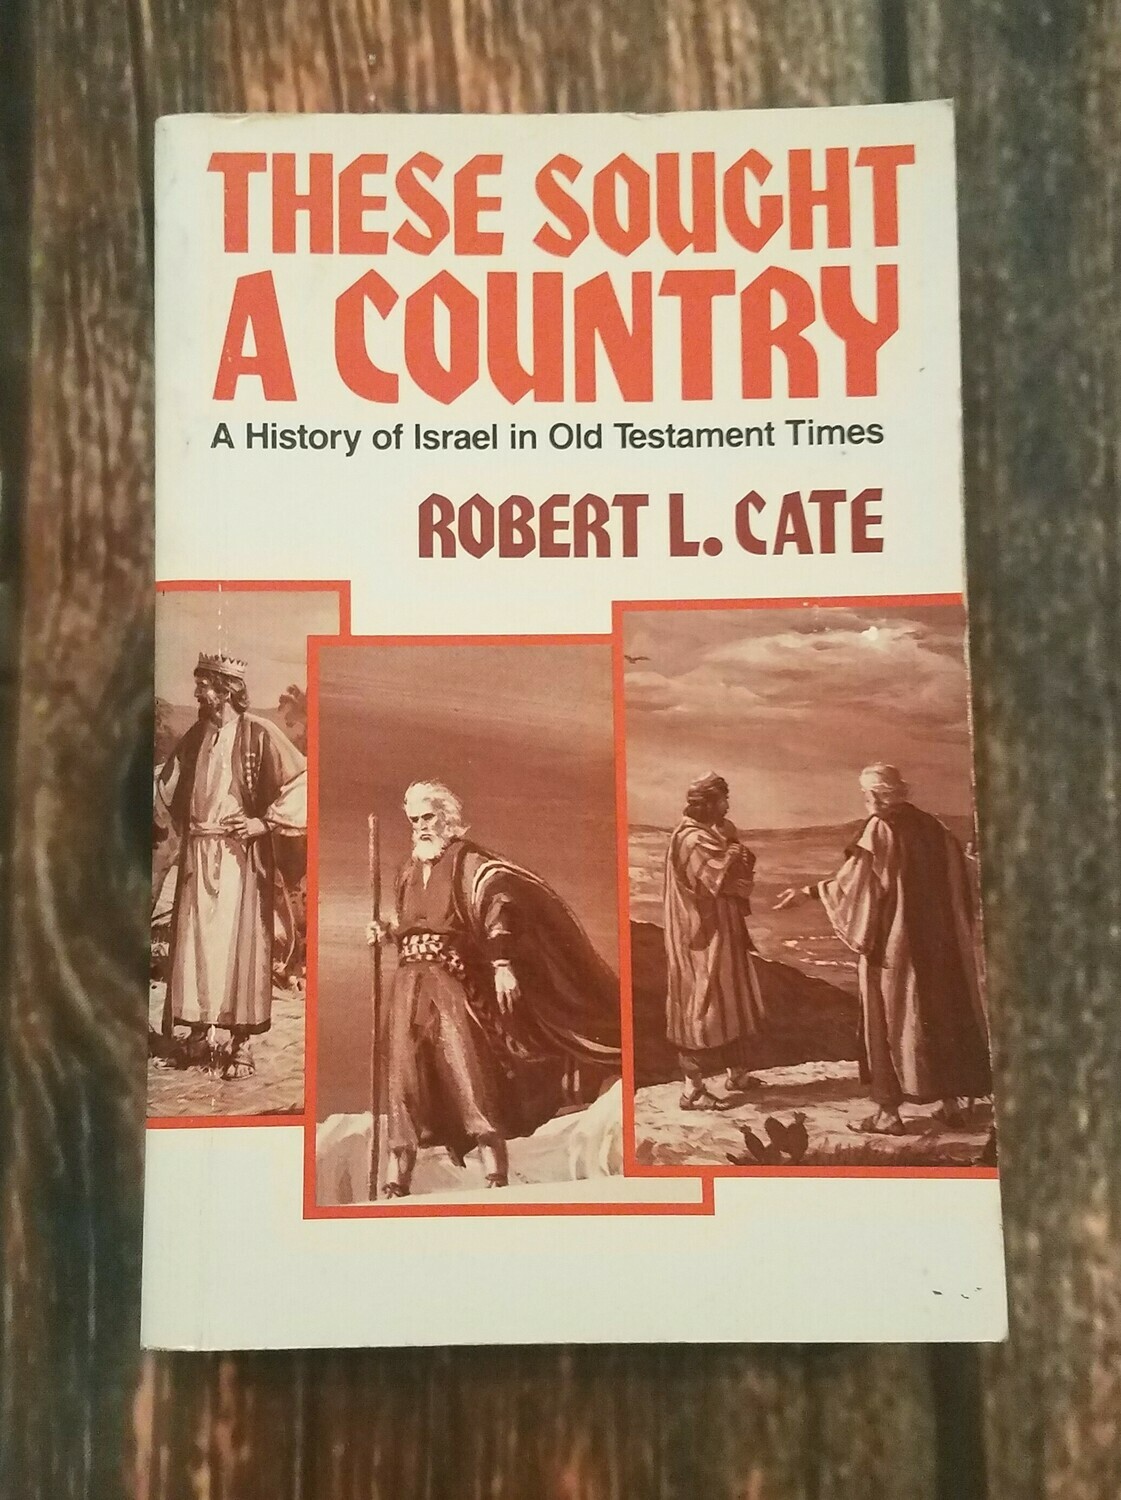 THESE SOUGHT
A COUNTRY
A History of Israel in Old Testament Times
ROBERT L. CATE